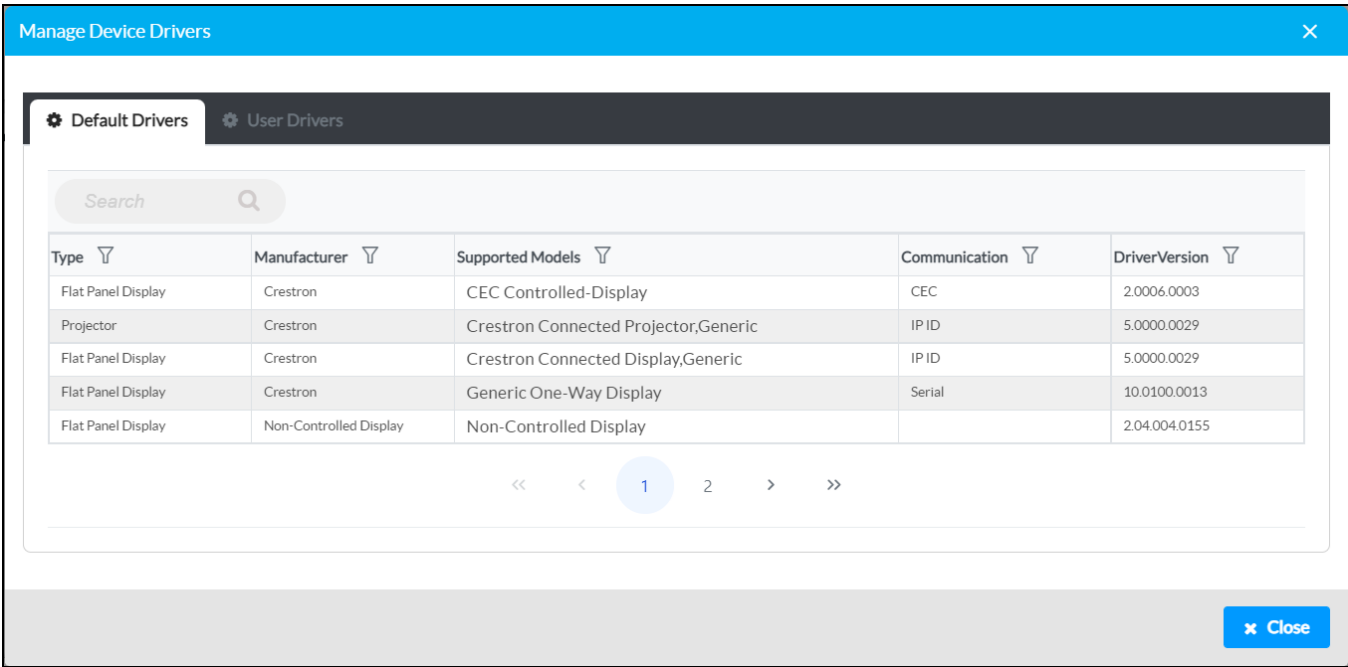 Manage Device Drivers
Default Drivers User Drivers
Search
Type Manufacturer Supported Models Communication DriverVersion
Flat Panel Display Crestron CEC Controlled-Display CEC 2.0006.0003
Projector Crestron Crestron Connected Projector,Generic IP ID 5.0000.0029
Flat Panel Display Crestron Crestron Connected Display,Generic IP ID 5.0000.0029
Flat Panel Display Crestron Generic One-Way Display Serial 10.0100.0013
Flat Panel Display Non-Controlled Display Non-Controlled Display 2.04.004.0155
1 2
Close